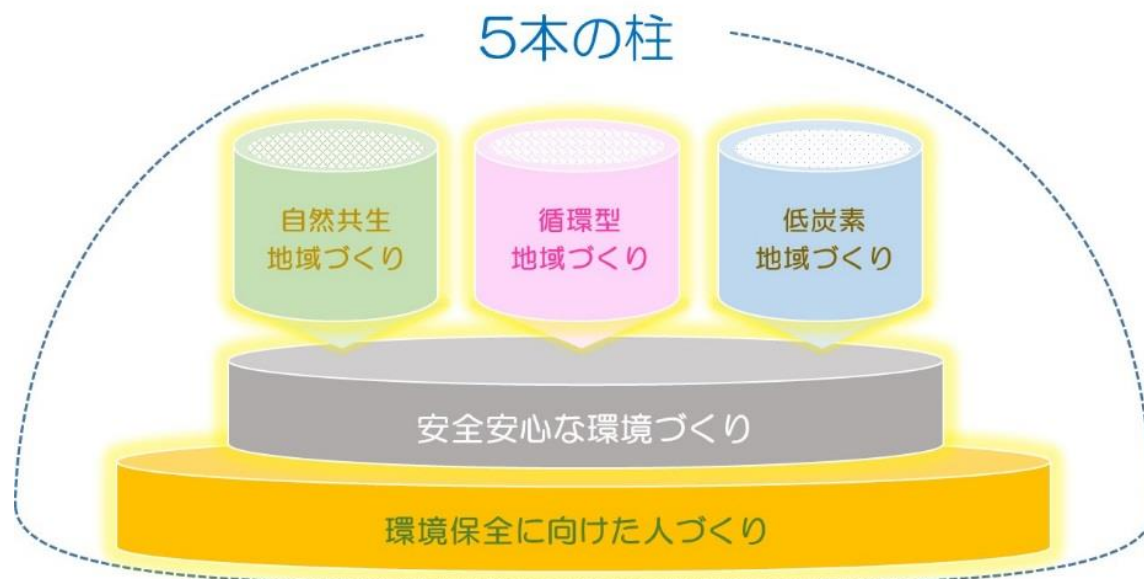 5本の柱
自然共生
地域づくり
循環型
地域づくり
低炭素
地域づくり
安全安心な環境づくり
環境保全に向けた人づくり